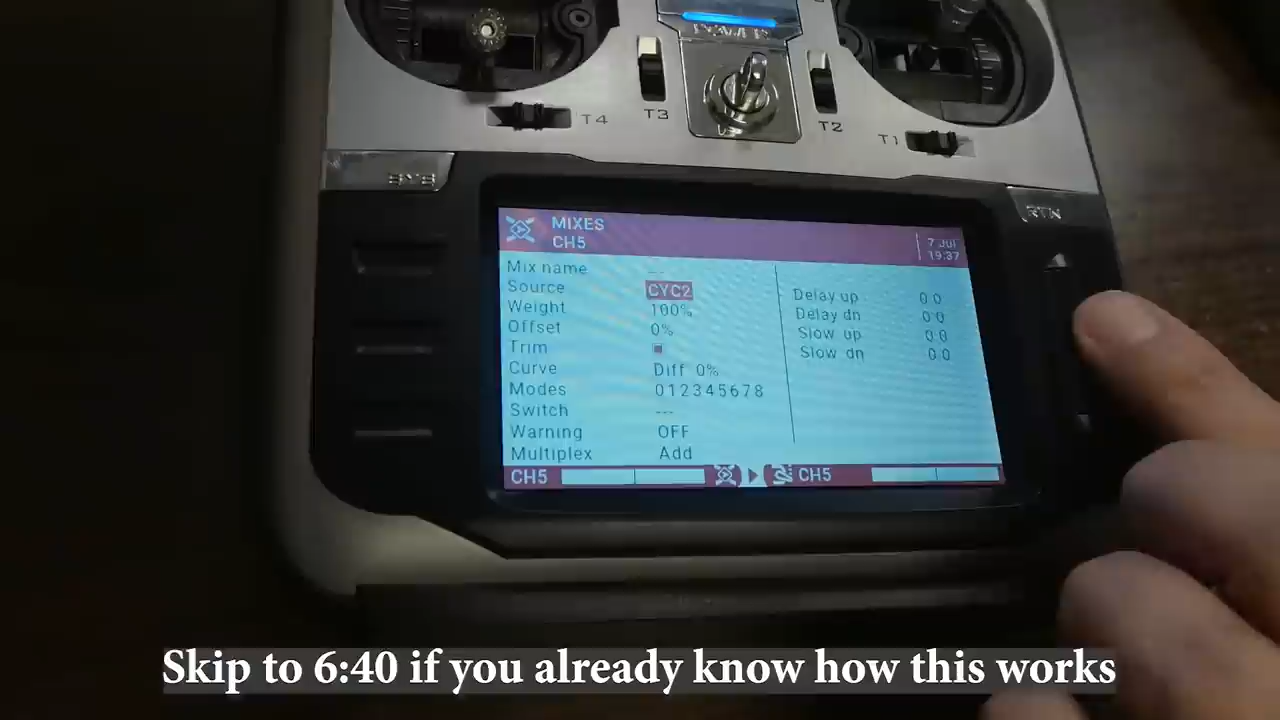 POWER
T4
T3
T2
T1
SYS
RTN
MIXES
CH5
7 Jul
19:37
Mix name ---
Source CYC2
Weight 100%
Offset 0%
Trim
Curve Diff 0%
Modes 012345678
Switch ---
Warning OFF
Multiplex Add
Delay up 0.0
Delay dn 0.0
Slow up 0.0
Slow dn 0.0
CH5
CH5
Skip to 6:40 if you already know how this works